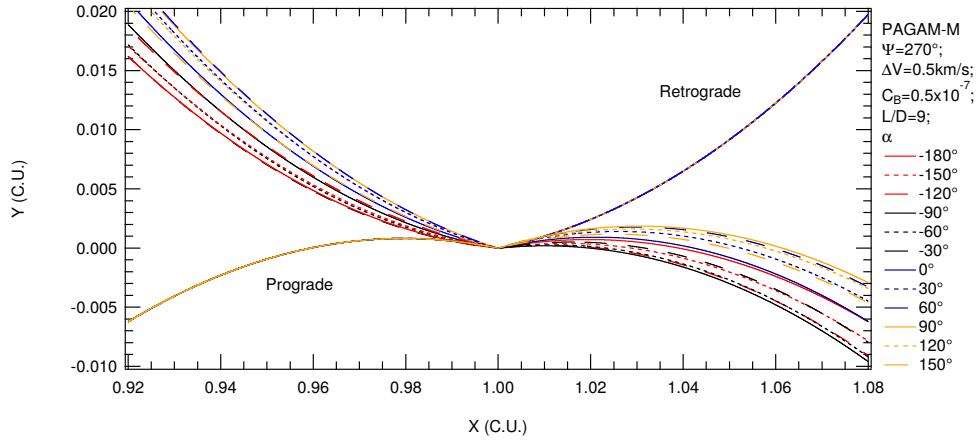 0.020
0.015
0.010
0.005
0.000
-0.005
-0.010
Y (C.U.)
0.92
0.94
0.96
0.98
1.00
1.02
1.04
1.06
1.08
X (C.U.)
Retrograde
Prograde
PAGAM-M
Ψ=270°;
ΔV=0.5km/s;
C_B=0.5x10^-7;
L/D=9;
α
-180°
-150°
-120°
-90°
-60°
-30°
0°
30°
60°
90°
120°
150°